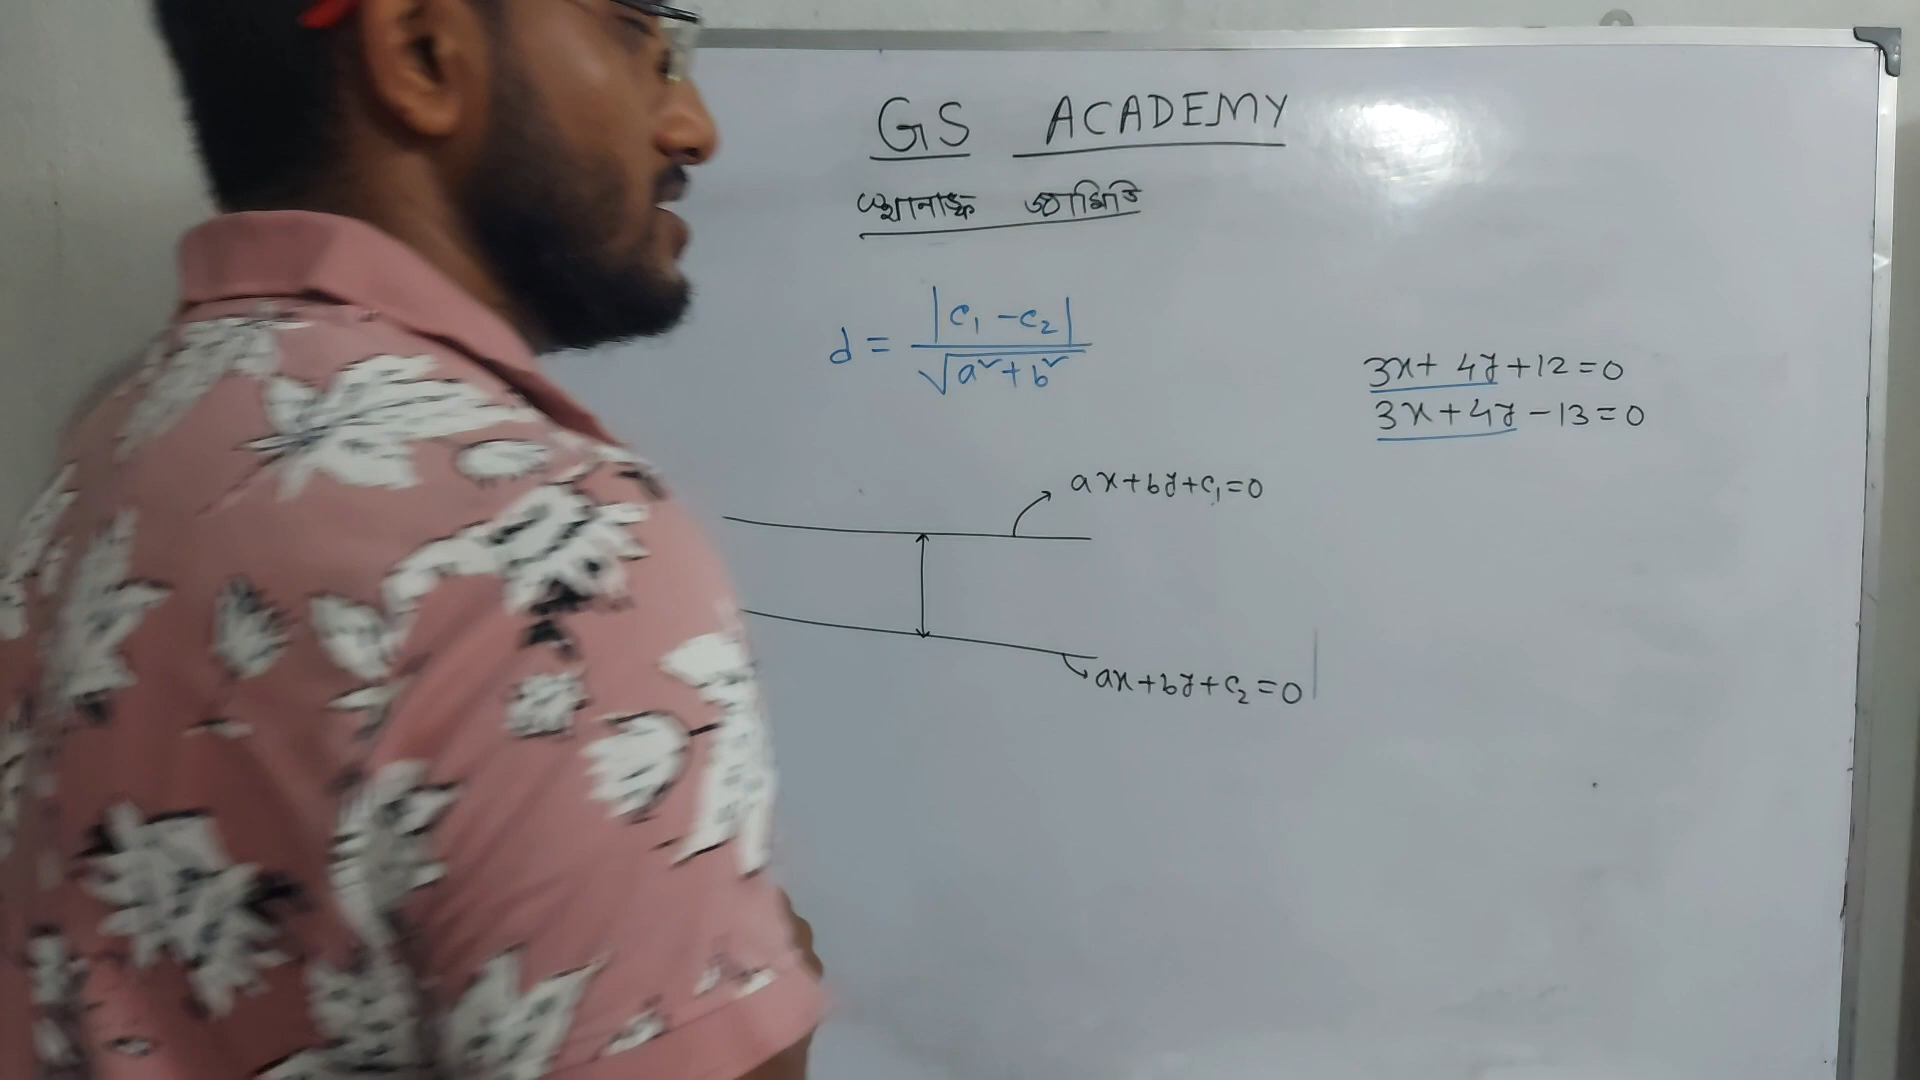 GS ACADEMY
স্থানাঙ্ক জ্যামিতি
d = |c₁ - c₂| / √a² + b²
3x + 4y + 12 = 0
3x + 4y - 13 = 0
ax + by + c₁ = 0
ax + by + c₂ = 0